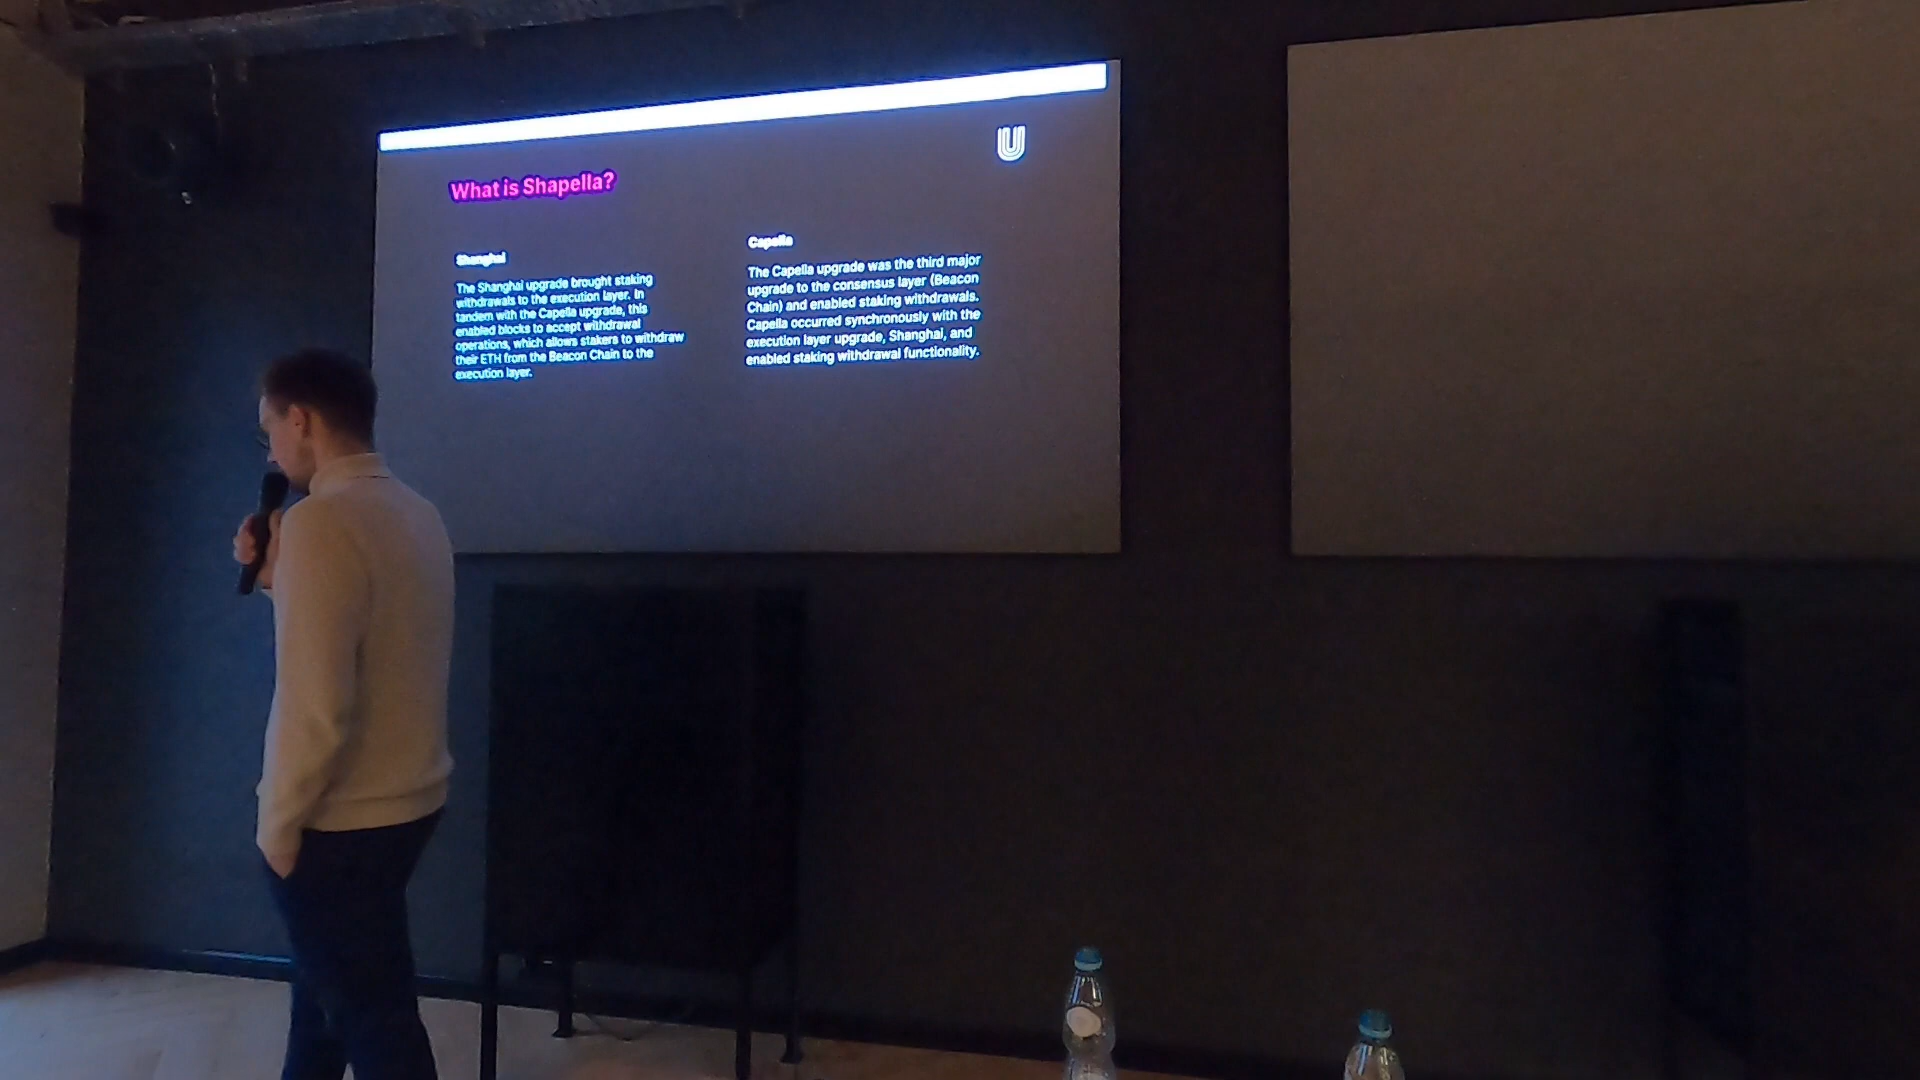 U
What is Shapella?
Shanghai
The Shanghai upgrade brought staking
withdrawals to the execution layer. In
tandem with the Capella upgrade, this
enabled blocks to accept withdrawal
operations, which allows stakers to withdraw
their ETH from the Beacon Chain to the
execution layer.
Capella
The Capella upgrade was the third major
upgrade to the consensus layer (Beacon
Chain) and enabled staking withdrawals.
Capella occurred synchronously with the
execution layer upgrade, Shanghai, and
enabled staking withdrawal functionality.